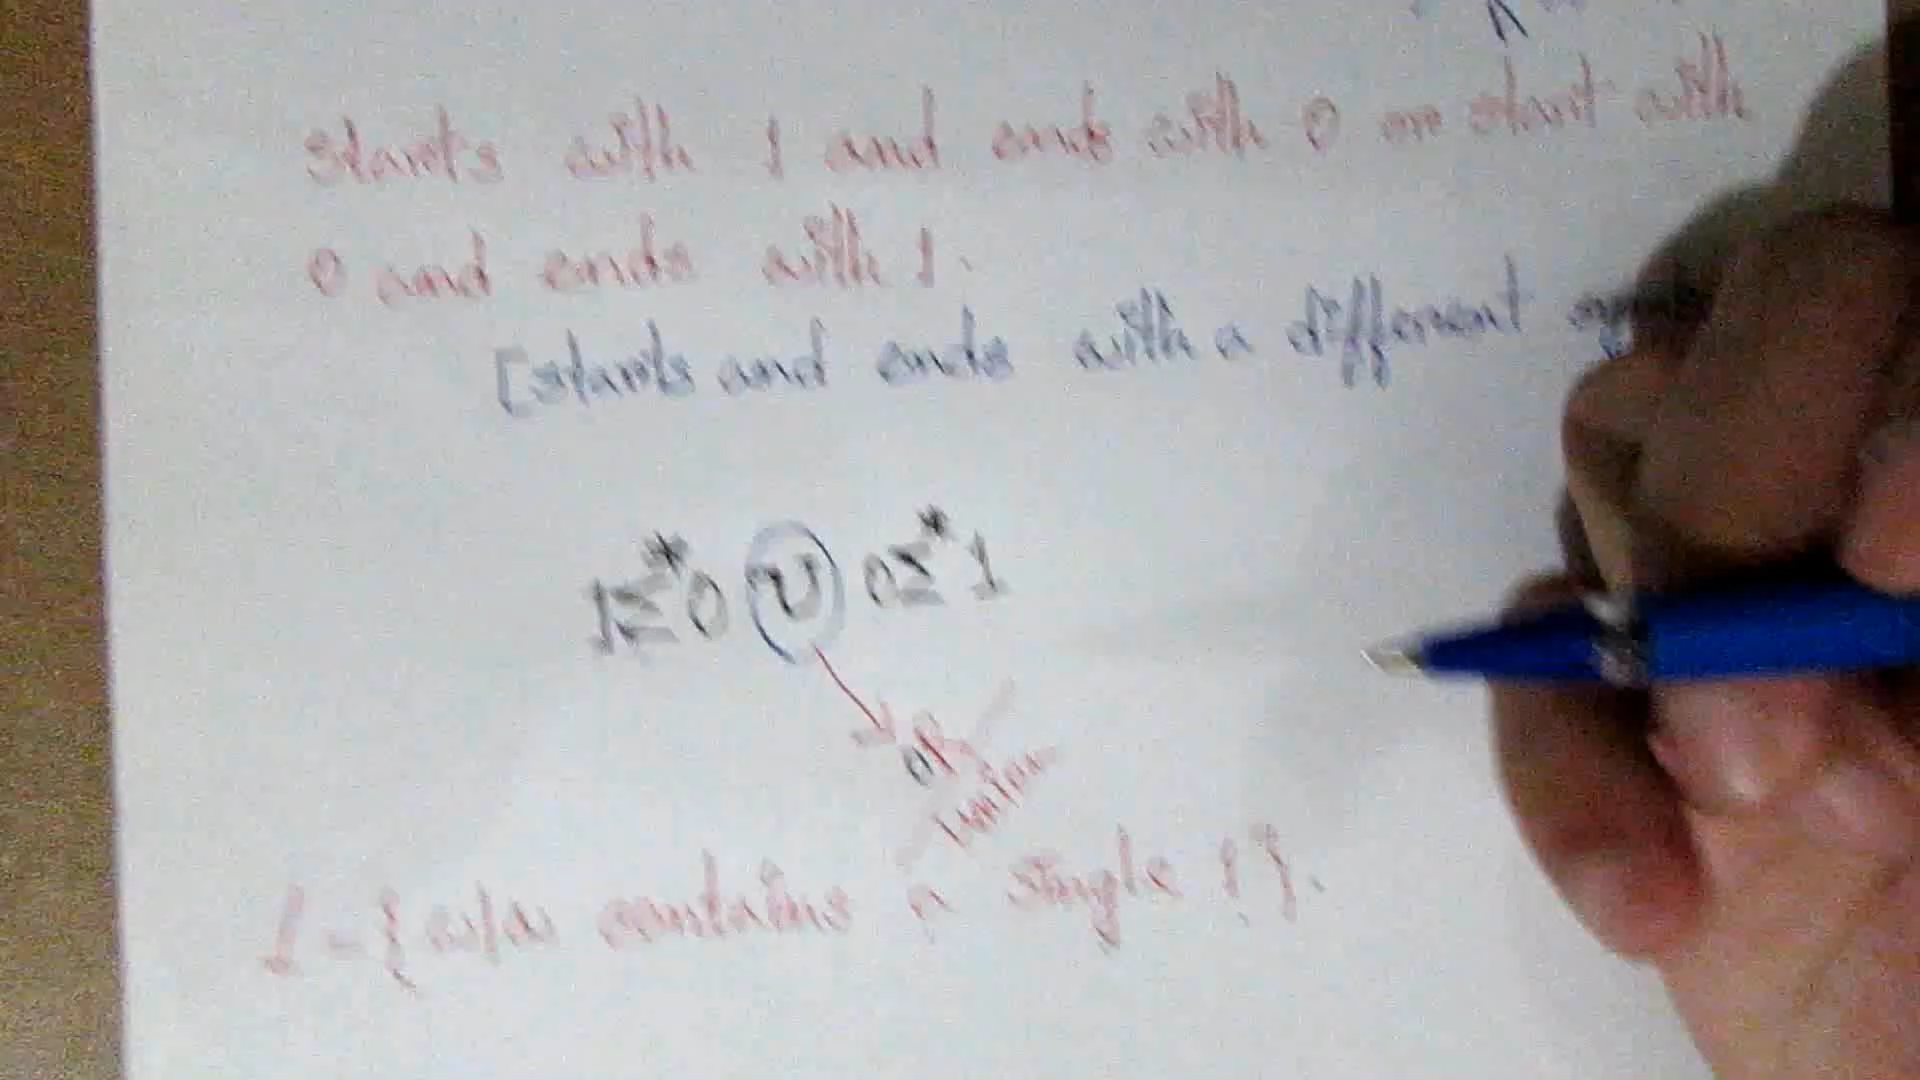 starts with 1 and ends with 0 or start with
0 and ends with 1.
[starts and ends with a different
1Σ*0 ∪ 0Σ*1
OR
Union
L = {w|w contains a single 1}.